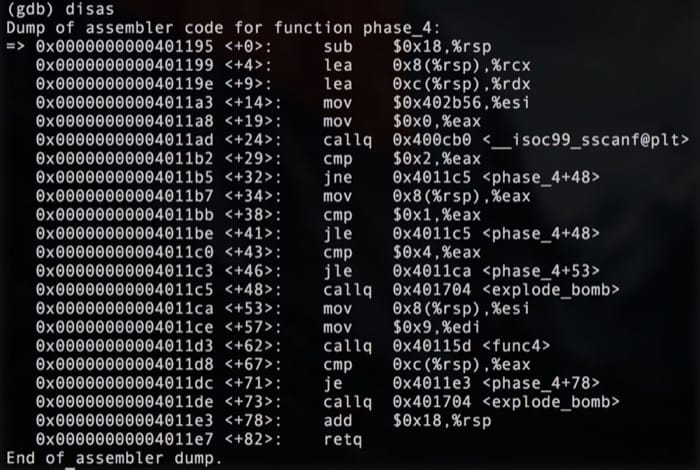 (gdb) disas
Dump of assembler code for function phase_4:
=> 0x0000000000401195 <+0>:	sub    $0x18,%rsp
   0x0000000000401199 <+4>:	lea    0x8(%rsp),%rcx
   0x000000000040119e <+9>:	lea    0xc(%rsp),%rdx
   0x00000000004011a3 <+14>:	mov    $0x402b56,%esi
   0x00000000004011a8 <+19>:	mov    $0x0,%eax
   0x00000000004011ad <+24>:	callq  0x400cb0 <__isoc99_sscanf@plt>
   0x00000000004011b2 <+29>:	cmp    $0x2,%eax
   0x00000000004011b5 <+32>:	jne    0x4011c5 <phase_4+48>
   0x00000000004011b7 <+34>:	mov    0x8(%rsp),%eax
   0x00000000004011bb <+38>:	cmp    $0x1,%eax
   0x00000000004011be <+41>:	jle    0x4011c5 <phase_4+48>
   0x00000000004011c0 <+43>:	cmp    $0x4,%eax
   0x00000000004011c3 <+46>:	jle    0x4011ca <phase_4+53>
   0x00000000004011c5 <+48>:	callq  0x401704 <explode_bomb>
   0x00000000004011ca <+53>:	mov    0x8(%rsp),%esi
   0x00000000004011ce <+57>:	mov    $0x9,%edi
   0x00000000004011d3 <+62>:	callq  0x40115d <func4>
   0x00000000004011d8 <+67>:	cmp    0xc(%rsp),%eax
   0x00000000004011dc <+71>:	je     0x4011e3 <phase_4+78>
   0x00000000004011de <+73>:	callq  0x401704 <explode_bomb>
   0x00000000004011e3 <+78>:	add    $0x18,%rsp
   0x00000000004011e7 <+82>:	retq
End of assembler dump.